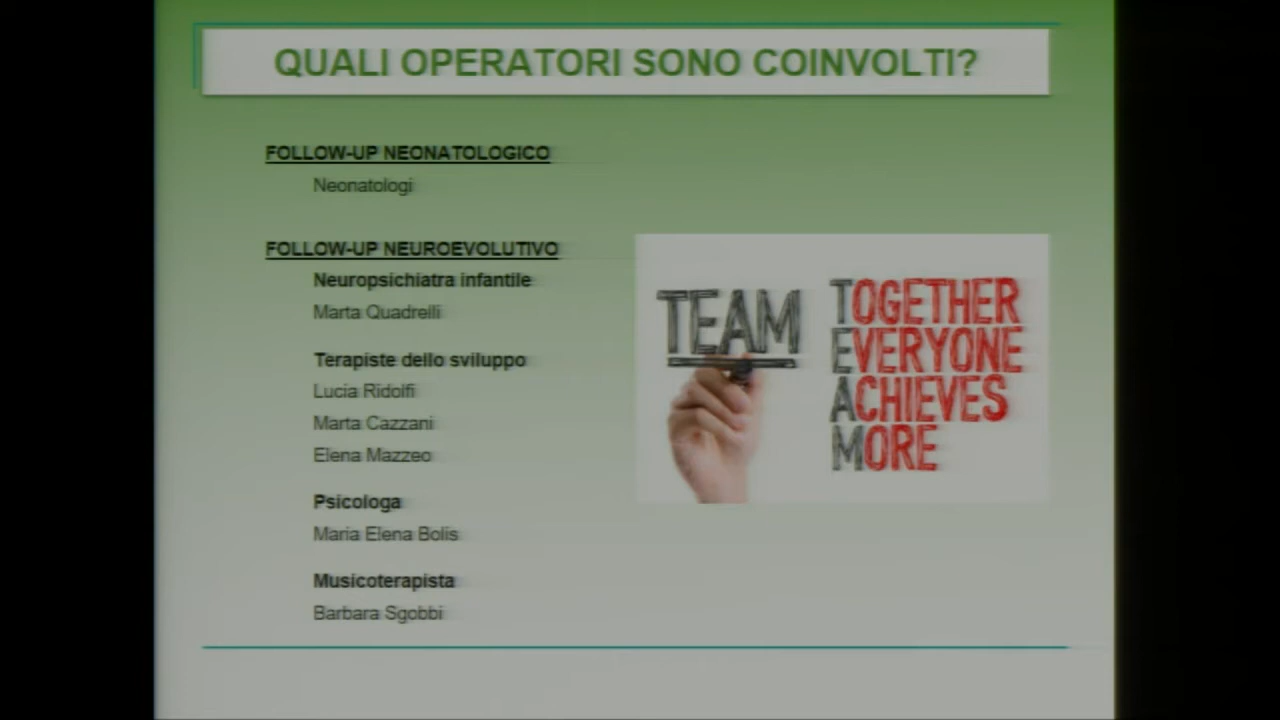 QUALI OPERATORI SONO COINVOLTI?
FOLLOW-UP NEONATOLOGICO
Neonatologi
FOLLOW-UP NEUROEVOLUTIVO
Neuropsichiatra infantile
Marta Quadrelli
Terapiste dello sviluppo
Lucia Ridolfi
Marta Cazzani
Elena Mazzeo
Psicologa
Maria Elena Bolis
Musicoterapista
Barbara Sgobbi
TEAM
TOGETHER
EVERYONE
ACHIEVES
MORE